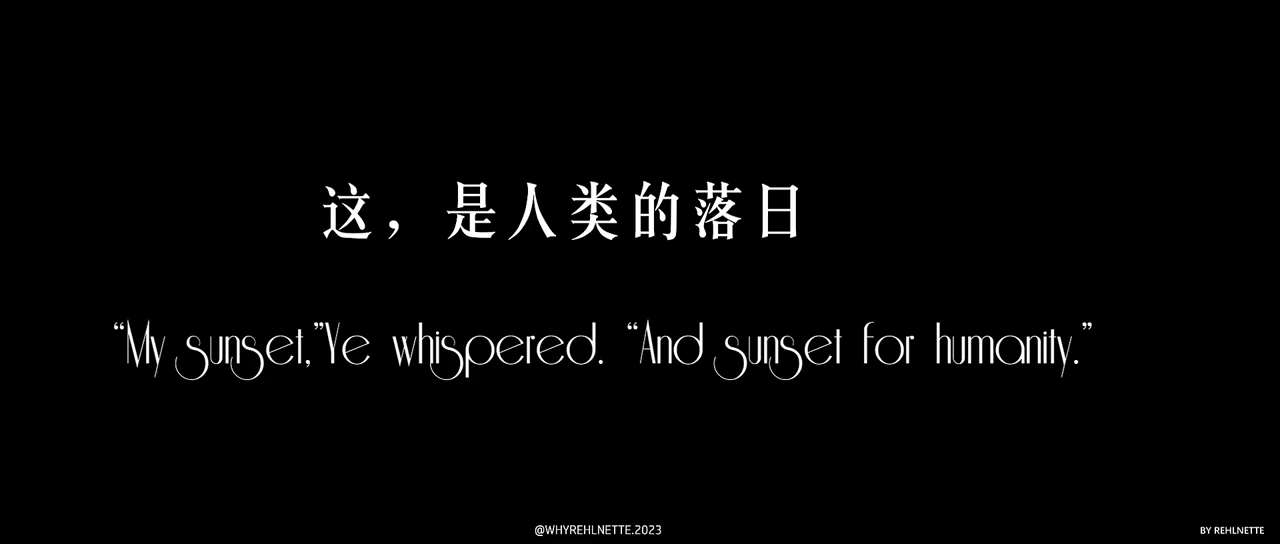 这，是人类的落日
“My sunset,”Ye whispered. “And sunset for humanity.”
@WHYREHLNETTE.2023
BY REHLNETTE